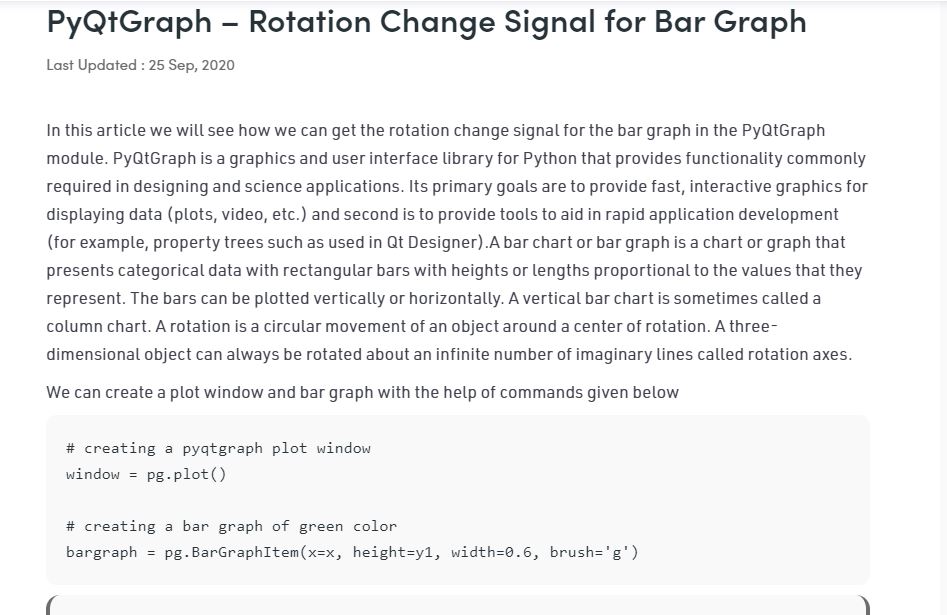 PyQtGraph – Rotation Change Signal for Bar Graph
Last Updated : 25 Sep, 2020
In this article we will see how we can get the rotation change signal for the bar graph in the PyQtGraph
module. PyQtGraph is a graphics and user interface library for Python that provides functionality commonly
required in designing and science applications. Its primary goals are to provide fast, interactive graphics for
displaying data (plots, video, etc.) and second is to provide tools to aid in rapid application development
(for example, property trees such as used in Qt Designer).A bar chart or bar graph is a chart or graph that
presents categorical data with rectangular bars with heights or lengths proportional to the values that they
represent. The bars can be plotted vertically or horizontally. A vertical bar chart is sometimes called a
column chart. A rotation is a circular movement of an object around a center of rotation. A three-
dimensional object can always be rotated about an infinite number of imaginary lines called rotation axes.
We can create a plot window and bar graph with the help of commands given below
# creating a pyqtgraph plot window
window = pg.plot()
# creating a bar graph of green color
bargraph = pg.BarGraphItem(x=x, height=y1, width=0.6, brush='g')